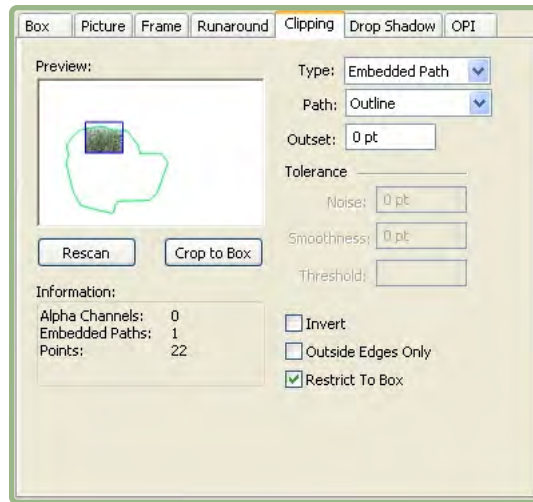 Box Picture Frame Runaround Clipping Drop Shadow OPI
Preview:
Type: Embedded Path
Path: Outline
Outset: 0 pt
Tolerance
Noise: 0 pt
Smoothness: 0 pt
Threshold:
Rescan Crop to Box
Information:
Alpha Channels: 0
Embedded Paths: 1
Points: 22
Invert
Outside Edges Only
Restrict To Box